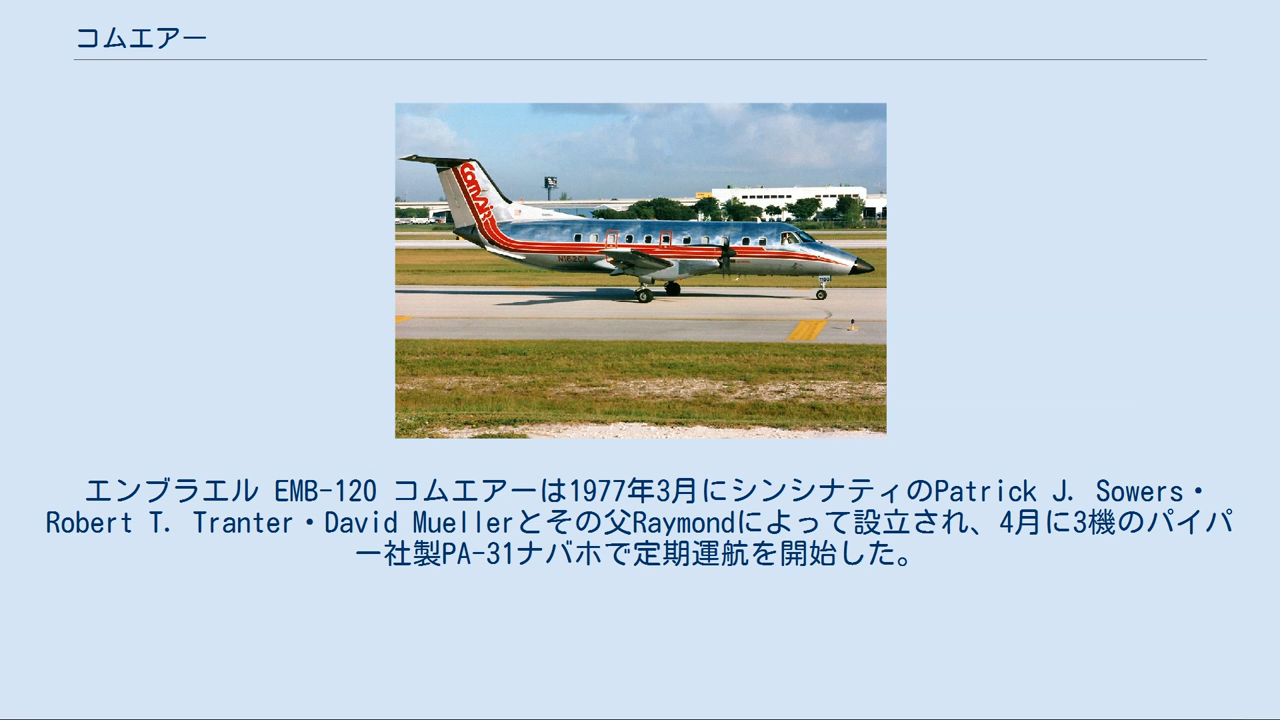 コムエアー
Comair
N162CA
エンブラエル EMB-120 コムエアーは1977年3月にシンシナティのPatrick J. Sowers・
Robert T. Tranter・David Muellerとその父Raymondによって設立され、4月に3機のパイパ
ー社製PA-31ナバホで定期運航を開始した。